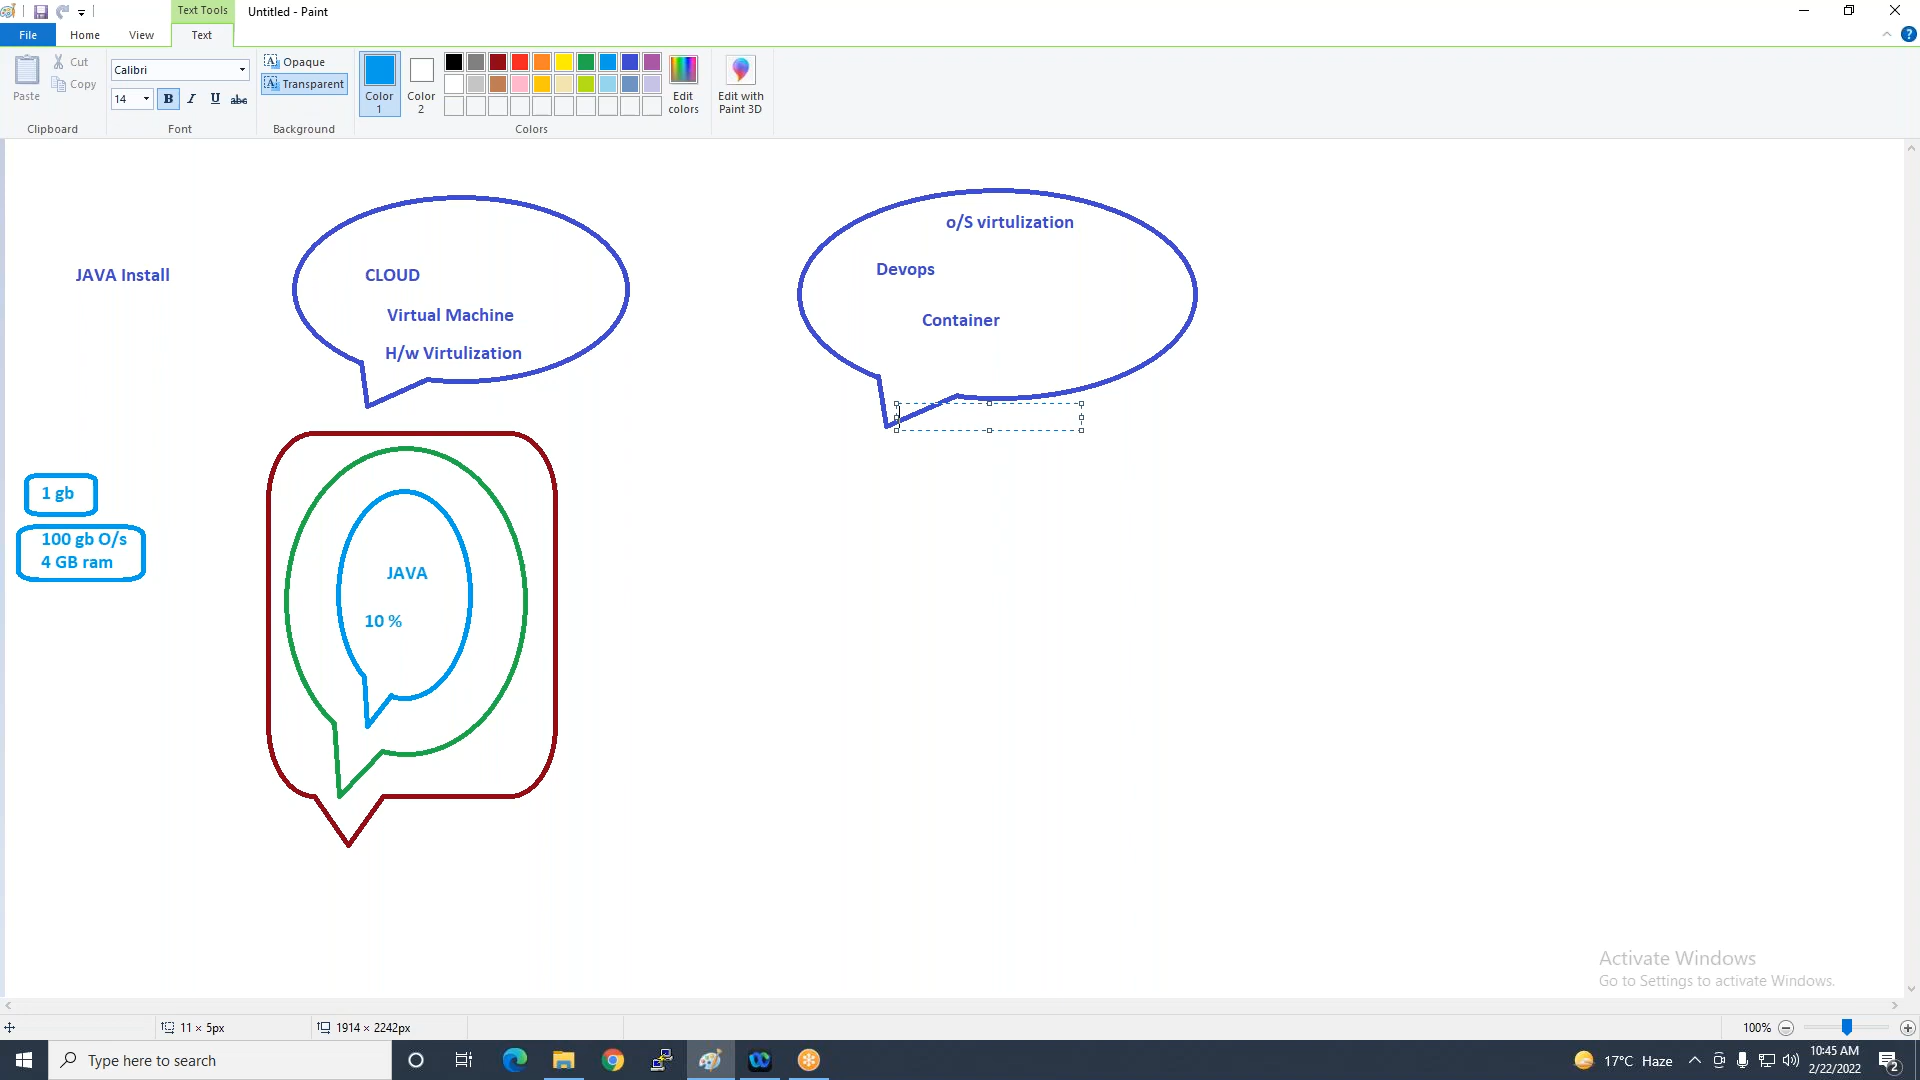 Text Tools
Untitled - Paint
File
Home
View
Text
Paste
Cut
Copy
Clipboard
Calibri
14
B
I
U
abc
Font
A Opaque
A Transparent
Background
Color
1
Color
2
Edit
colors
Colors
Edit with
Paint 3D
o/S virtulization
JAVA Install
CLOUD
Devops
Virtual Machine
Container
H/w Virtulization
1 gb
100 gb O/s
4 GB ram
JAVA
10 %
Activate Windows
Go to Settings to activate Windows.
11 × 5px
1914 × 2242px
100%
Type here to search
17°C Haze
10:45 AM
2/22/2022
2